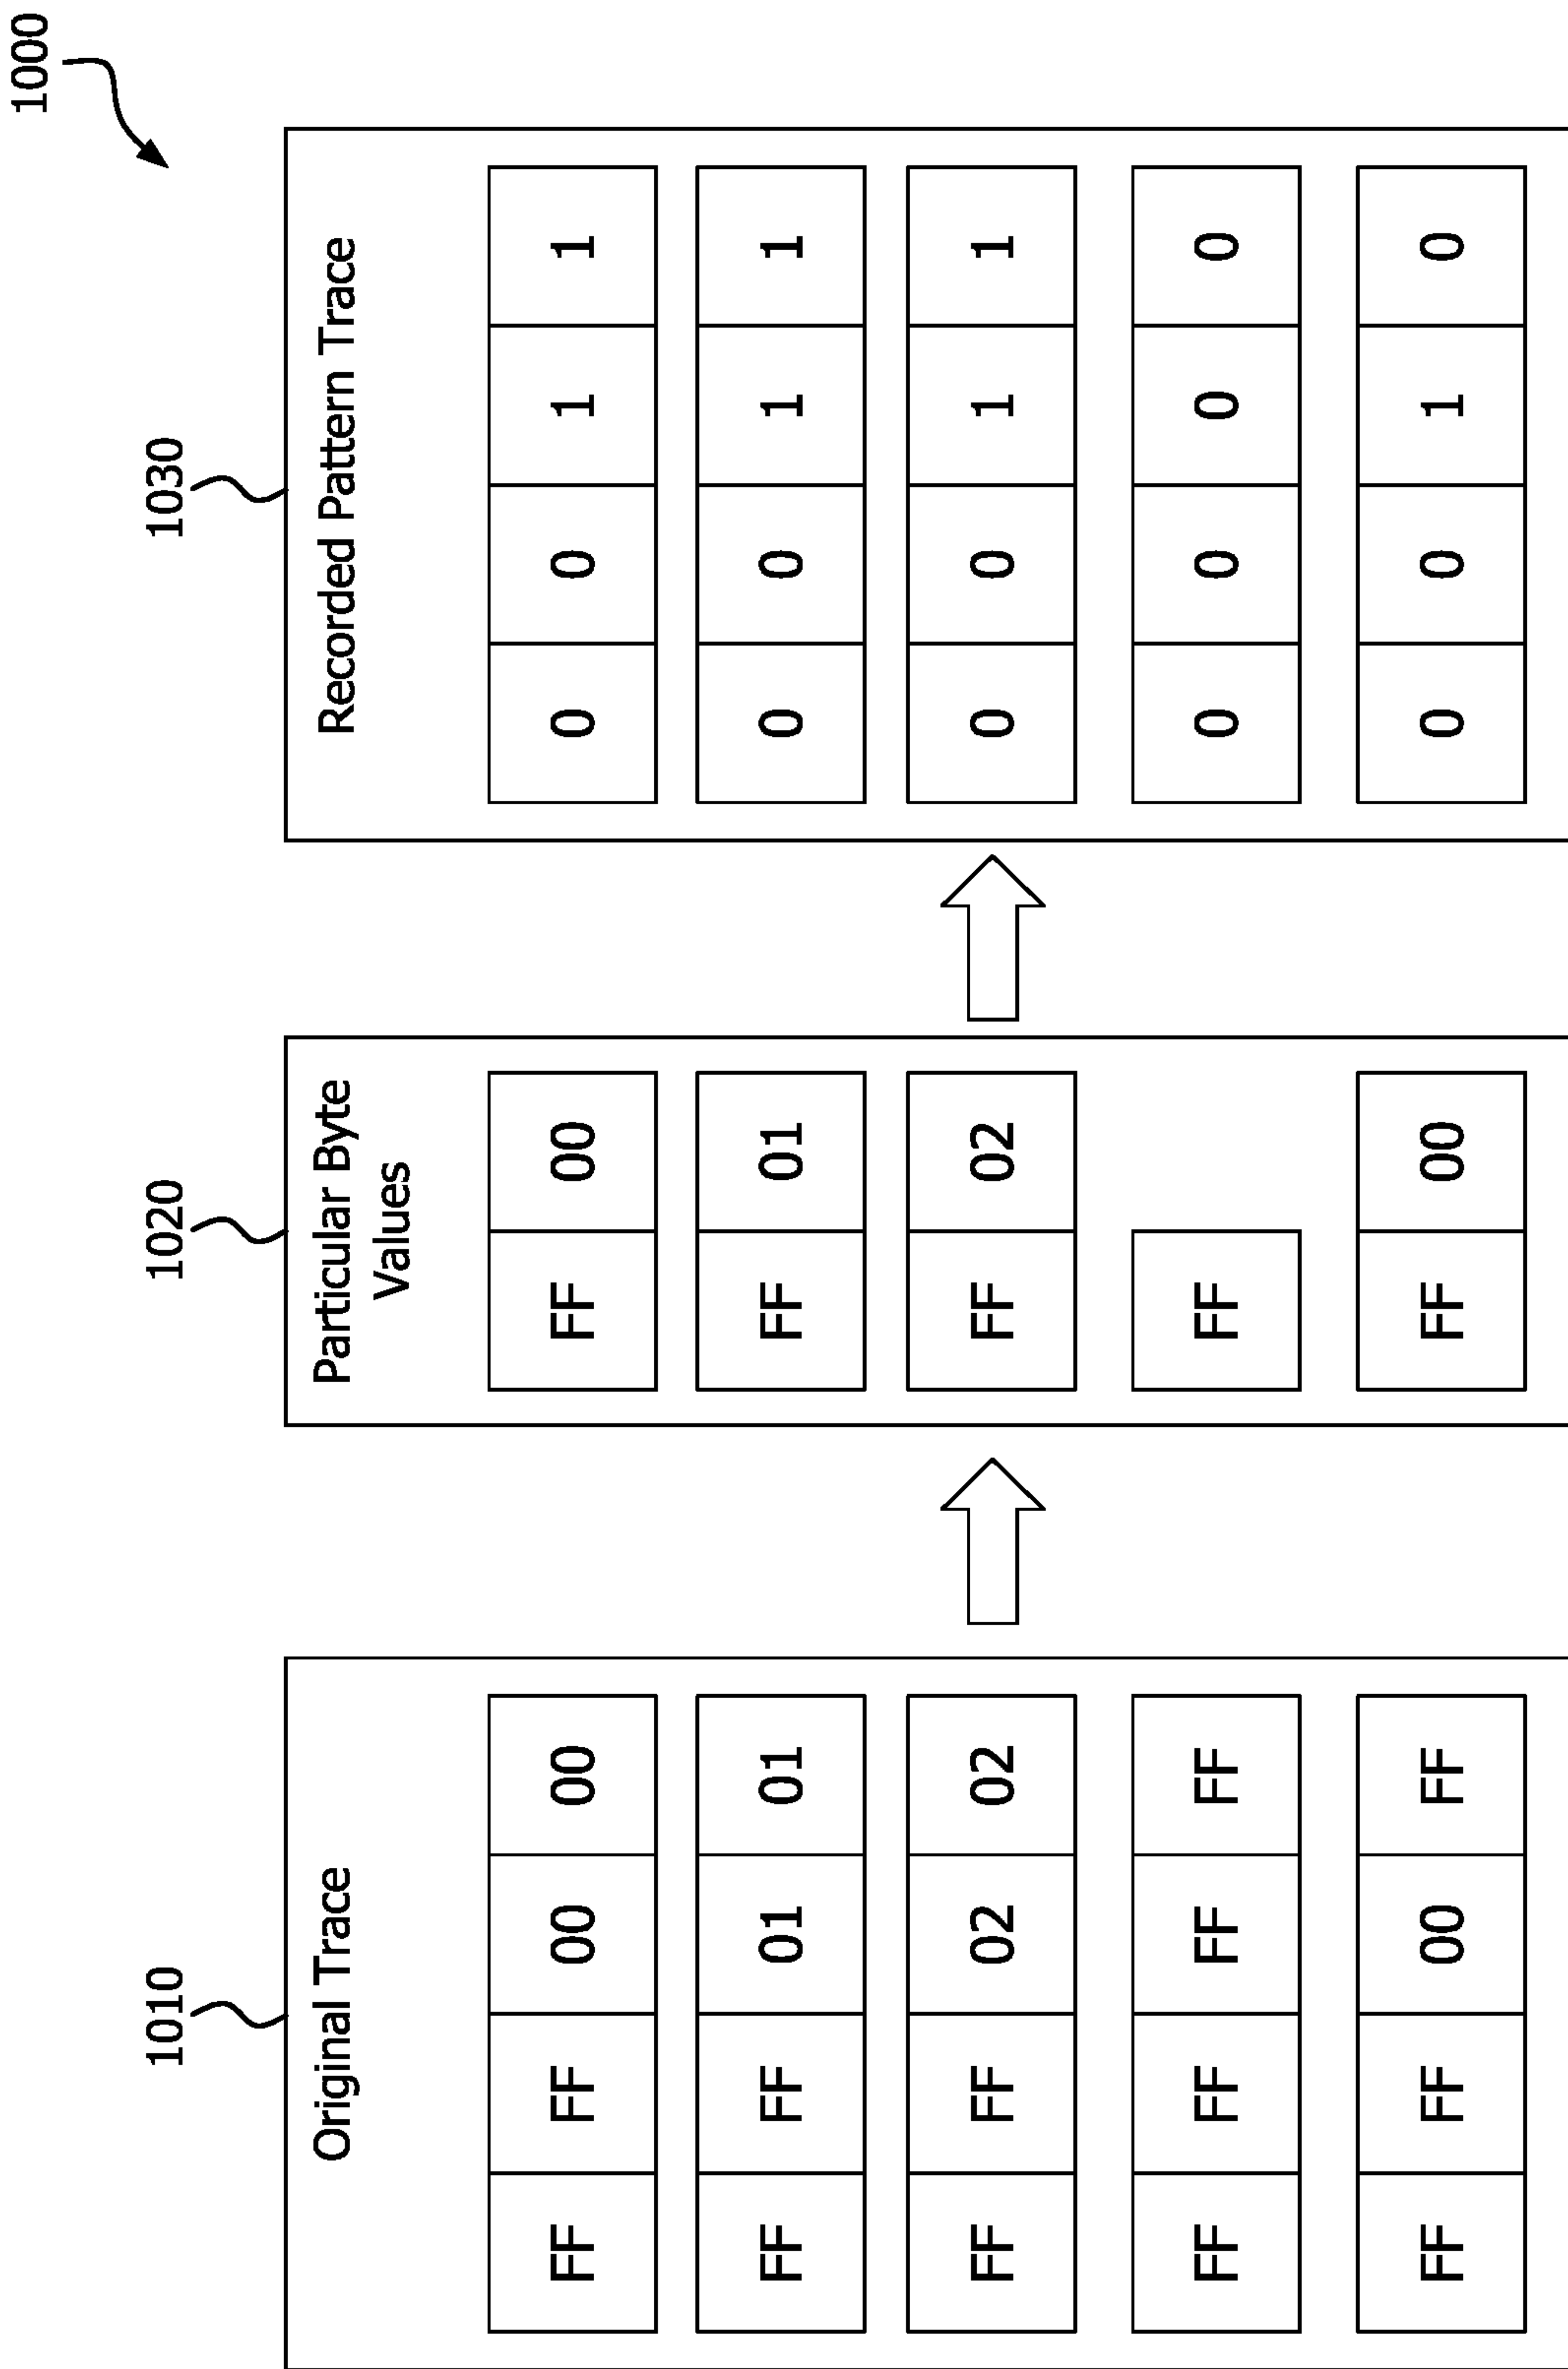 1000
1010
1020
1030
Original Trace
Particular Byte
Values
Recorded Pattern Trace
FF FF 00 00
FF 00
0 0 1 1
FF FF 01 01
FF 01
0 0 1 1
FF FF 02 02
FF 02
0 0 1 1
FF FF FF FF
FF
0 0 0 0
FF FF 00 FF
FF 00
0 0 1 0